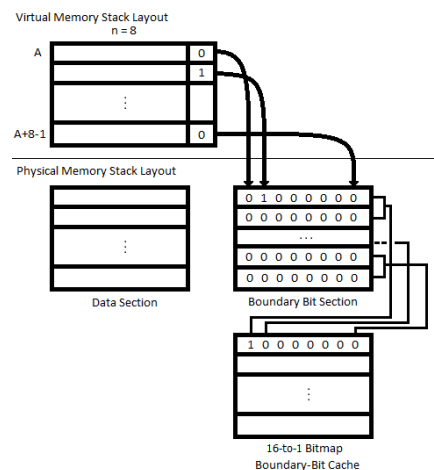 Virtual Memory Stack Layout
n = 8
A 0
1
⋮
A+8-1 0
Physical Memory Stack Layout
0 1 0 0 0 0 0 0
0 0 0 0 0 0 0 0
⋮ ...
0 0 0 0 0 0 0 0
0 0 0 0 0 0 0 0
Data Section Boundary Bit Section
1 0 0 0 0 0 0 0
⋮
16-to-1 Bitmap
Boundary-Bit Cache